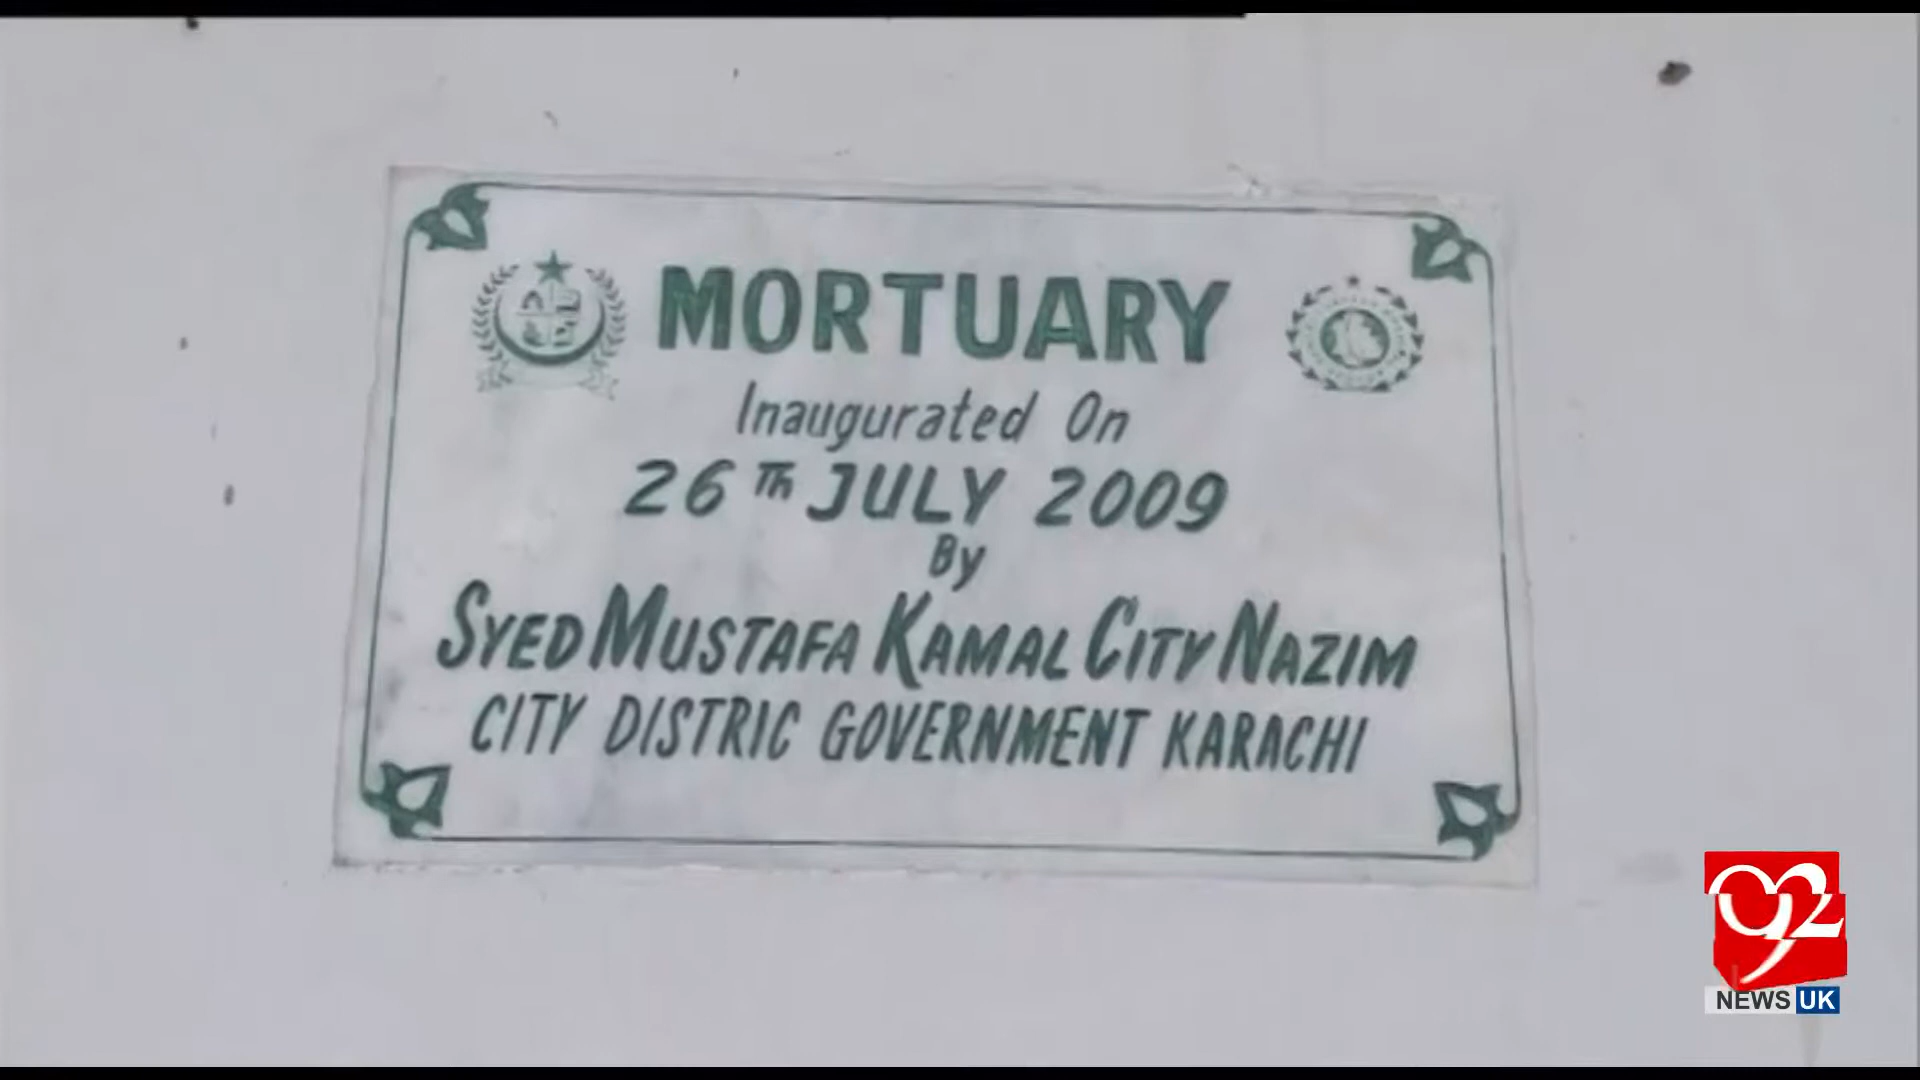 MORTUARY
Inaugurated On
26Th JULY 2009
By
SYED MUSTAFA KAMAL CITY NAZIM
CITY DISTRIC GOVERNMENT KARACHI
92
NEWS UK